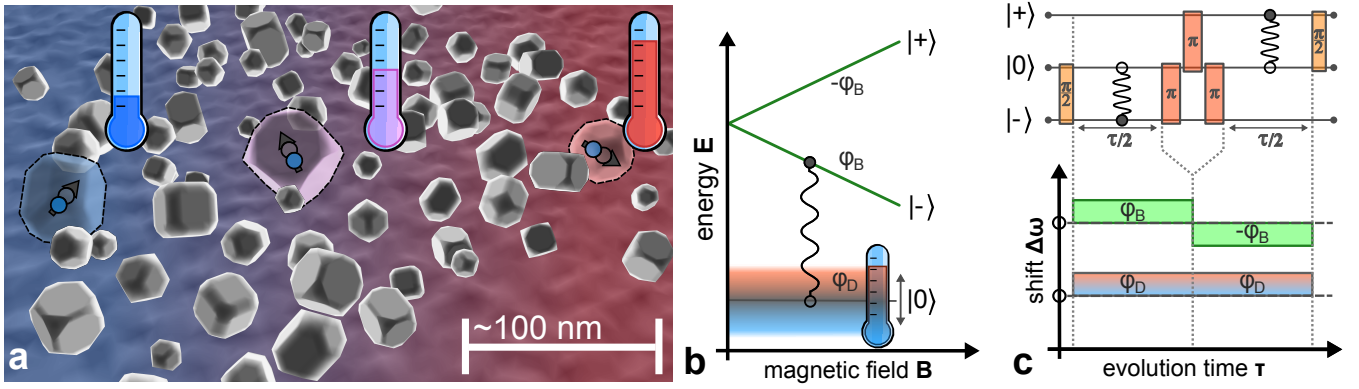 a
~100 nm
b
energy E
magnetic field B
|+⟩
-φB
φB
|-⟩
φD
|0⟩
c
|+⟩
|0⟩
|-⟩
π/2
π
π
π
π/2
τ/2
τ/2
shift Δω
φB
-φB
φD
φD
evolution time τ